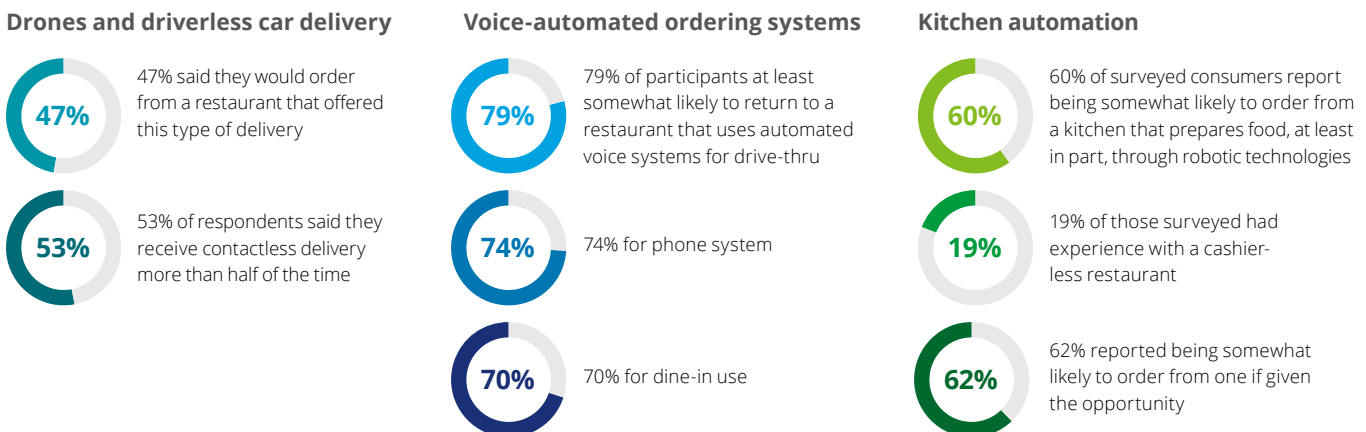 Drones and driverless car delivery
47%
47% said they would order
from a restaurant that offered
this type of delivery
53%
53% of respondents said they
receive contactless delivery
more than half of the time
Voice-automated ordering systems
79%
79% of participants at least
somewhat likely to return to a
restaurant that uses automated
voice systems for drive-thru
74%
74% for phone system
70%
70% for dine-in use
Kitchen automation
60%
60% of surveyed consumers report
being somewhat likely to order from
a kitchen that prepares food, at least
in part, through robotic technologies
19%
19% of those surveyed had
experience with a cashier-
less restaurant
62%
62% reported being somewhat
likely to order from one if given
the opportunity